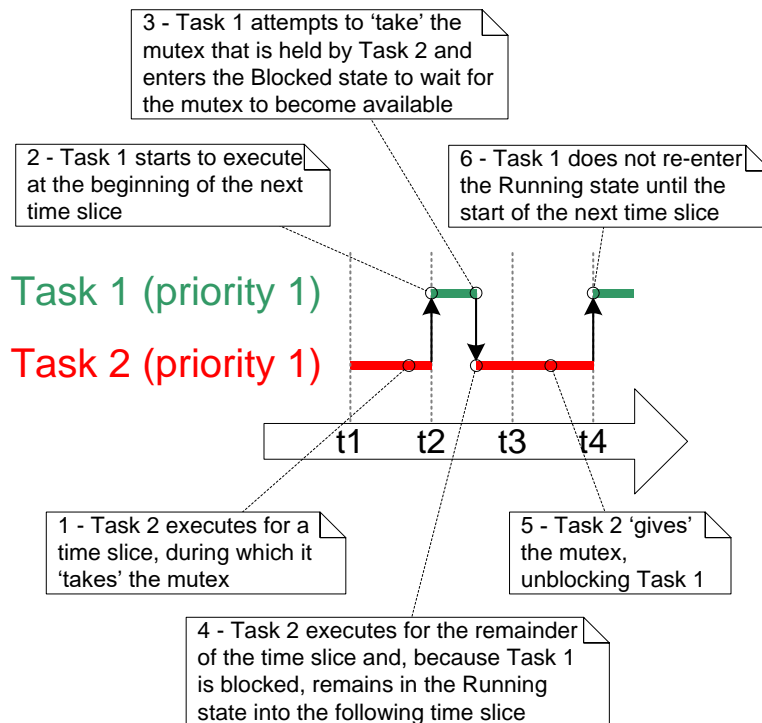 3 - Task 1 attempts to ‘take’ the
mutex that is held by Task 2 and
enters the Blocked state to wait for
the mutex to become available
2 - Task 1 starts to execute
at the beginning of the next
time slice
6 - Task 1 does not re-enter
the Running state until the
start of the next time slice
Task 1 (priority 1)
Task 2 (priority 1)
t1 t2 t3 t4
1 - Task 2 executes for a
time slice, during which it
‘takes’ the mutex
5 - Task 2 ‘gives’
the mutex,
unblocking Task 1
4 - Task 2 executes for the remainder
of the time slice and, because Task 1
is blocked, remains in the Running
state into the following time slice